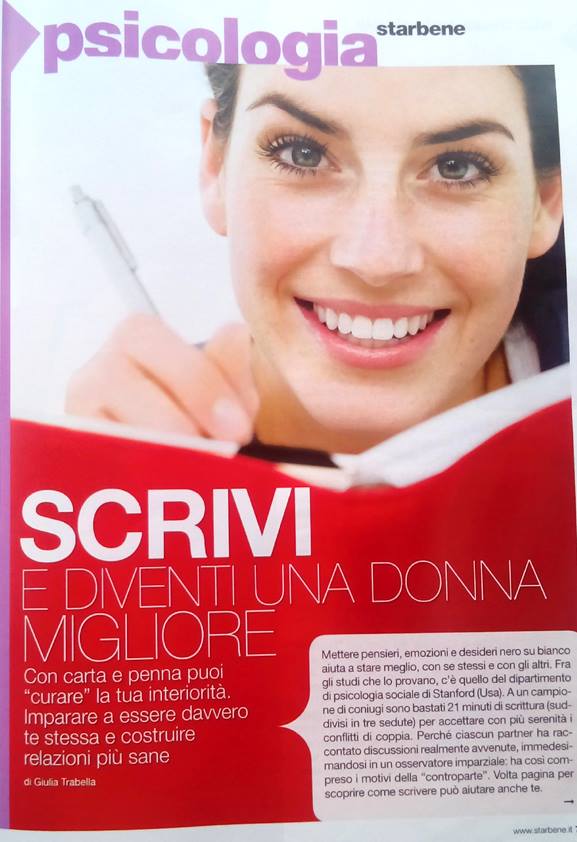 psicologia starbene
SCRIVI
E DIVENTI UNA DONNA
MIGLIORE
Con carta e penna puoi
“curare” la tua interiorità.
Imparare a essere davvero
te stessa e costruire
relazioni più sane
di Giulia Trabella
Mettere pensieri, emozioni e desideri nero su bianco
aiuta a stare meglio, con se stessi e con gli altri. Fra
gli studi che lo provano, c'è quello del dipartimento
di psicologia sociale di Stanford (Usa). A un campio-
ne di coniugi sono bastati 21 minuti di scrittura (sud-
divisi in tre sedute) per accettare con più serenità i
conflitti di coppia. Perché ciascun partner ha rac-
contato discussioni realmente avvenute, immedesi-
mandosi in un osservatore imparziale: ha così com-
preso i motivi della “controparte”. Volta pagina per
scoprire come scrivere può aiutare anche te.
www.starbene.it